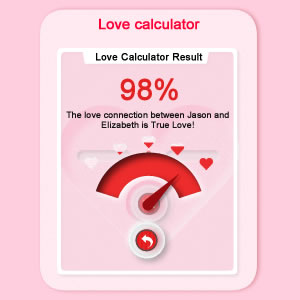 Love calculator
Love Calculator Result
98%
The love connection between Jason and
Elizabeth is True Love!